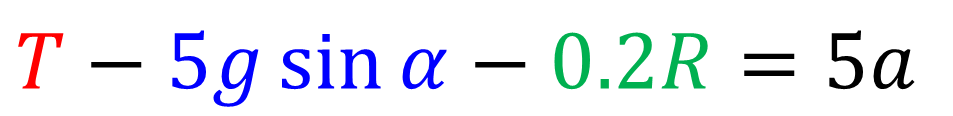 T − 5g sin α − 0.2R = 5a